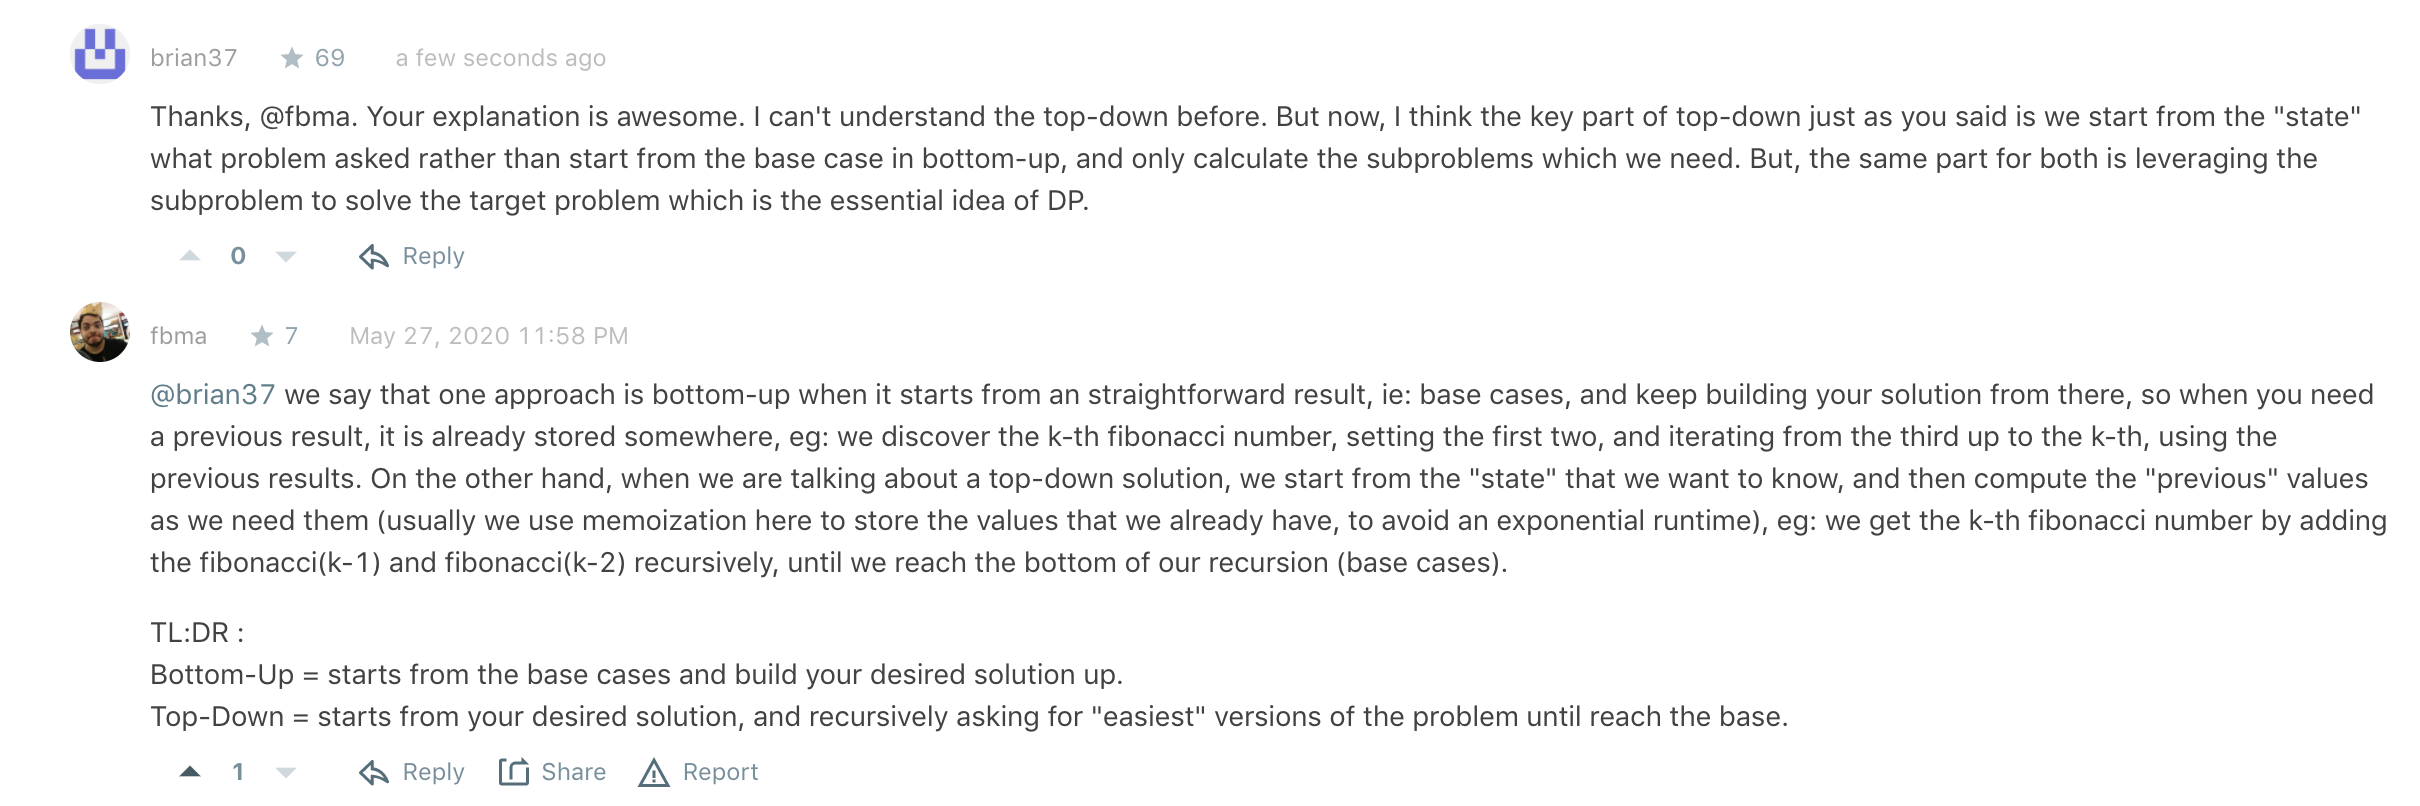 brian37 ★ 69 a few seconds ago
Thanks, @fbma. Your explanation is awesome. I can't understand the top-down before. But now, I think the key part of top-down just as you said is we start from the "state"
what problem asked rather than start from the base case in bottom-up, and only calculate the subproblems which we need. But, the same part for both is leveraging the
subproblem to solve the target problem which is the essential idea of DP.
0 Reply
fbma ★ 7 May 27, 2020 11:58 PM
@brian37 we say that one approach is bottom-up when it starts from an straightforward result, ie: base cases, and keep building your solution from there, so when you need
a previous result, it is already stored somewhere, eg: we discover the k-th fibonacci number, setting the first two, and iterating from the third up to the k-th, using the
previous results. On the other hand, when we are talking about a top-down solution, we start from the "state" that we want to know, and then compute the "previous" values
as we need them (usually we use memoization here to store the values that we already have, to avoid an exponential runtime), eg: we get the k-th fibonacci number by adding
the fibonacci(k-1) and fibonacci(k-2) recursively, until we reach the bottom of our recursion (base cases).
TL:DR :
Bottom-Up = starts from the base cases and build your desired solution up.
Top-Down = starts from your desired solution, and recursively asking for "easiest" versions of the problem until reach the base.
1 Reply Share Report